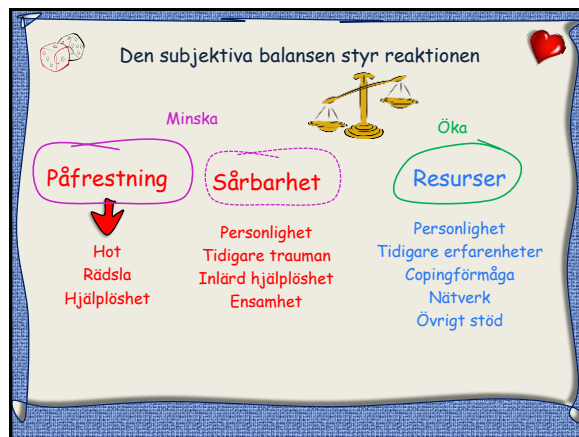 Den subjektiva balansen styr reaktionen
Minska
Öka
Påfrestning
Sårbarhet
Resurser
Hot
Rädsla
Hjälplöshet
Personlighet
Tidigare trauman
Inlärd hjälplöshet
Ensamhet
Personlighet
Tidigare erfarenheter
Copingförmåga
Nätverk
Övrigt stöd